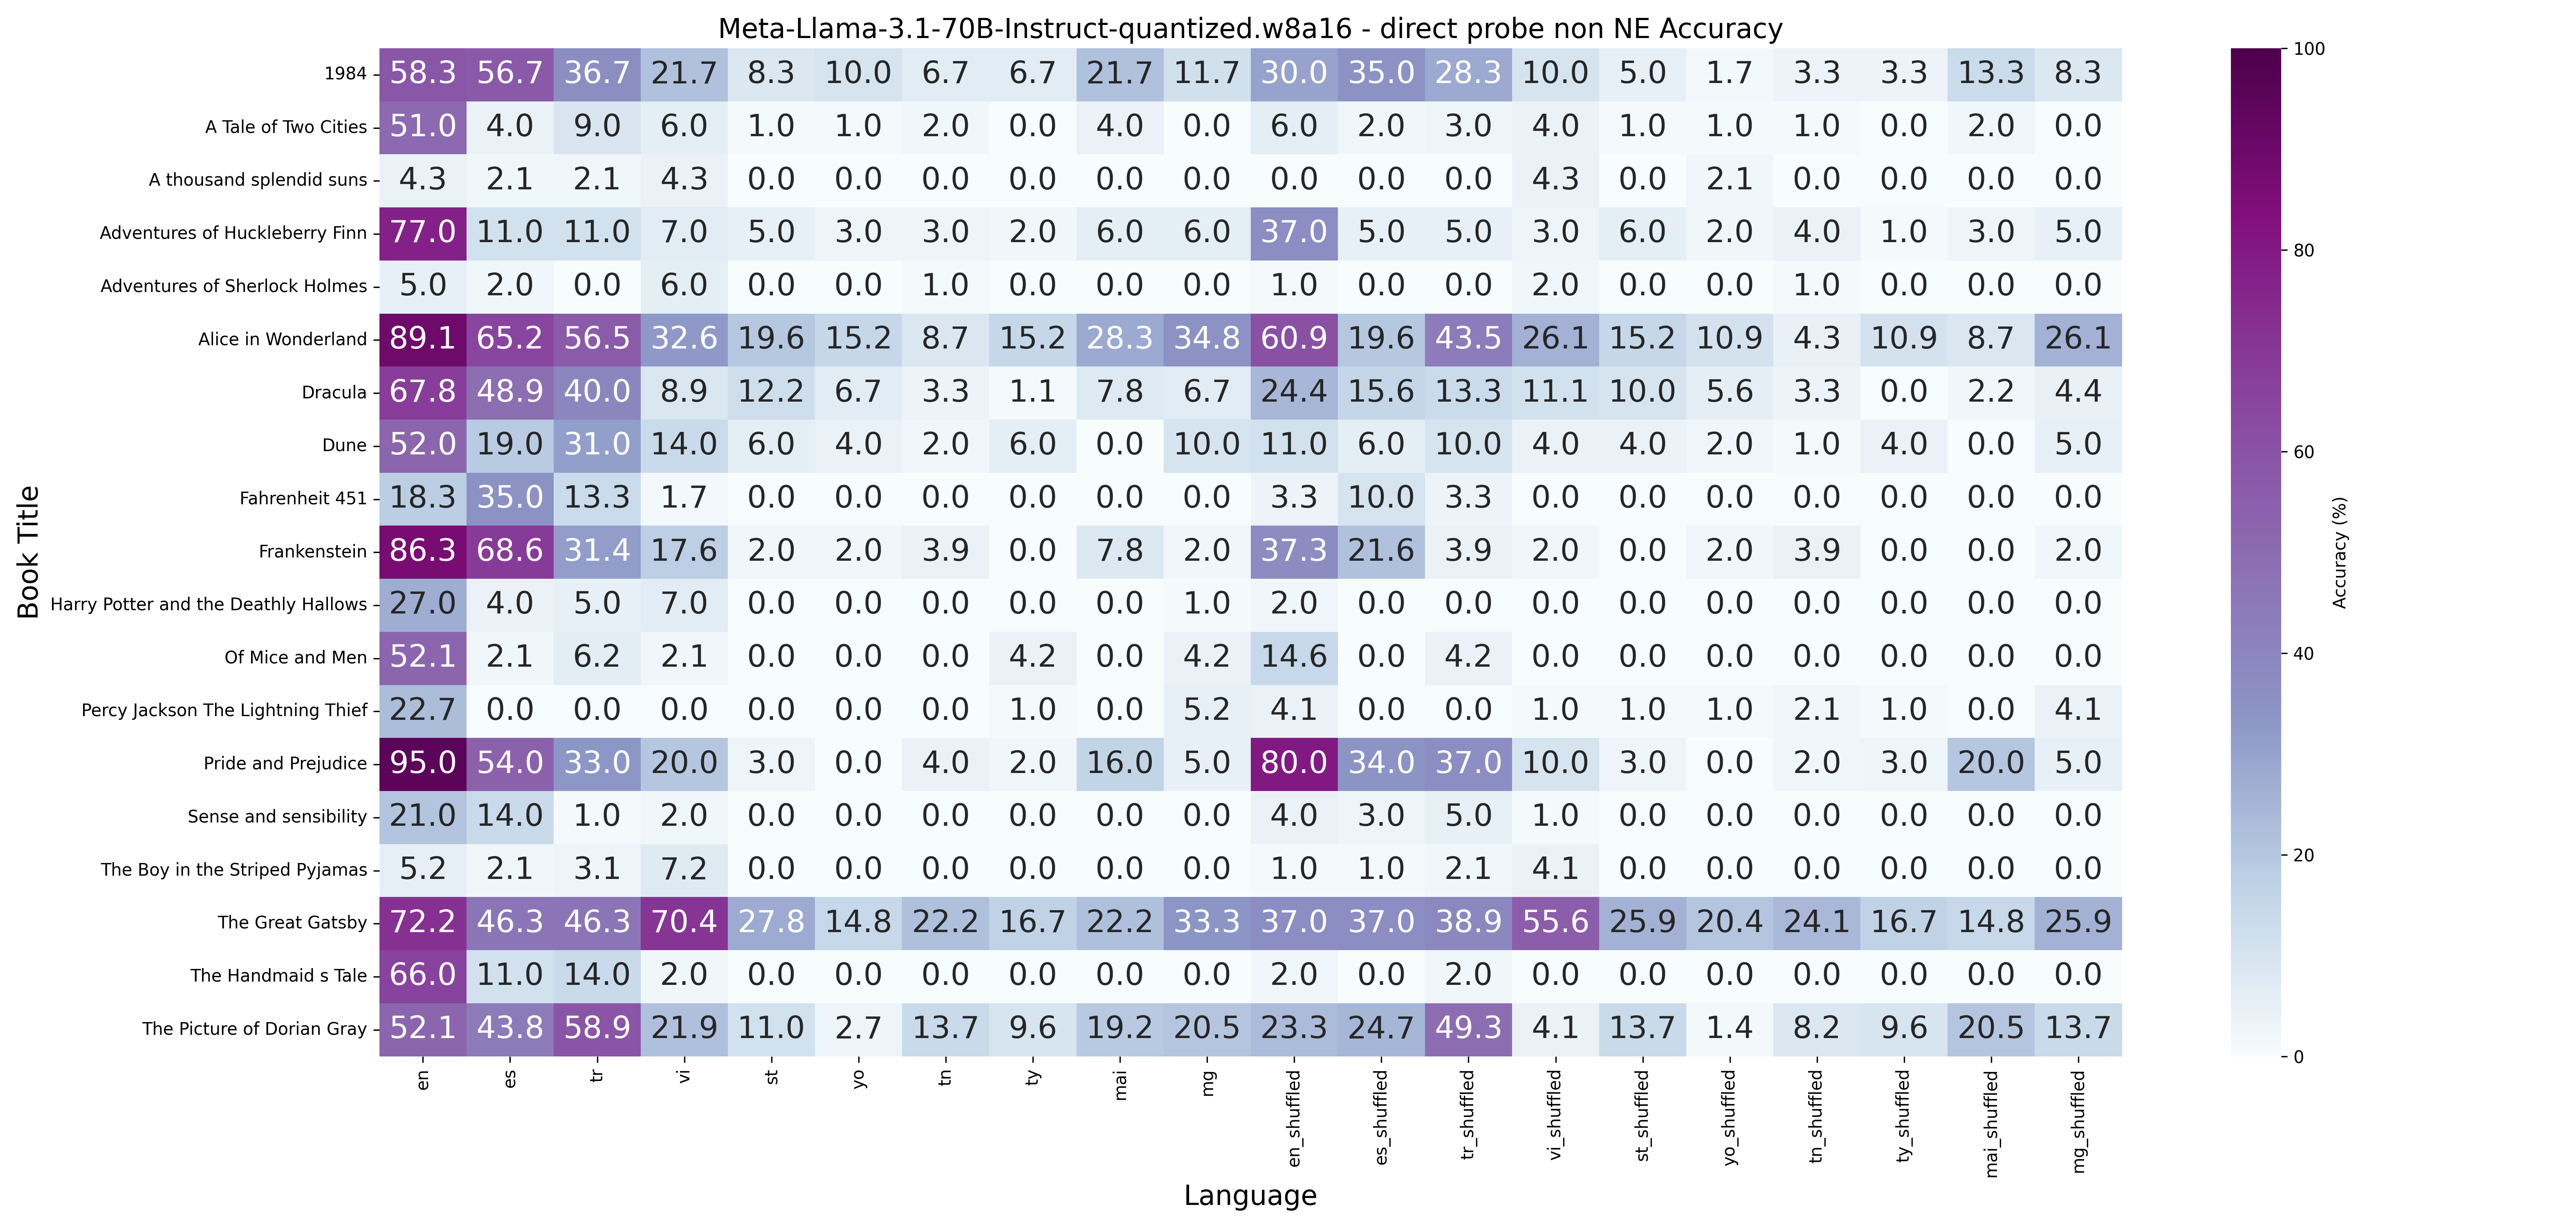 Meta-Llama-3.1-70B-Instruct-quantized.w8a16 - direct probe non NE Accuracy
Book Title
1984 58.3 56.7 36.7 21.7 8.3 10.0 6.7 6.7 21.7 11.7 30.0 35.0 28.3 10.0 5.0 1.7 3.3 3.3 13.3 8.3
A Tale of Two Cities 51.0 4.0 9.0 6.0 1.0 1.0 2.0 0.0 4.0 0.0 6.0 2.0 3.0 4.0 1.0 1.0 1.0 0.0 2.0 0.0
A thousand splendid suns 4.3 2.1 2.1 4.3 0.0 0.0 0.0 0.0 0.0 0.0 0.0 0.0 0.0 4.3 0.0 2.1 0.0 0.0 0.0 0.0
Adventures of Huckleberry Finn 77.0 11.0 11.0 7.0 5.0 3.0 3.0 2.0 6.0 6.0 37.0 5.0 5.0 3.0 6.0 2.0 4.0 1.0 3.0 5.0
Adventures of Sherlock Holmes 5.0 2.0 0.0 6.0 0.0 0.0 1.0 0.0 0.0 0.0 1.0 0.0 0.0 2.0 0.0 0.0 1.0 0.0 0.0 0.0
Alice in Wonderland 89.1 65.2 56.5 32.6 19.6 15.2 8.7 15.2 28.3 34.8 60.9 19.6 43.5 26.1 15.2 10.9 4.3 10.9 8.7 26.1
Dracula 67.8 48.9 40.0 8.9 12.2 6.7 3.3 1.1 7.8 6.7 24.4 15.6 13.3 11.1 10.0 5.6 3.3 0.0 2.2 4.4
Dune 52.0 19.0 31.0 14.0 6.0 4.0 2.0 6.0 0.0 10.0 11.0 6.0 10.0 4.0 4.0 2.0 1.0 4.0 0.0 5.0
Fahrenheit 451 18.3 35.0 13.3 1.7 0.0 0.0 0.0 0.0 0.0 0.0 3.3 10.0 3.3 0.0 0.0 0.0 0.0 0.0 0.0 0.0
Frankenstein 86.3 68.6 31.4 17.6 2.0 2.0 3.9 0.0 7.8 2.0 37.3 21.6 3.9 2.0 0.0 2.0 3.9 0.0 0.0 2.0
Harry Potter and the Deathly Hallows 27.0 4.0 5.0 7.0 0.0 0.0 0.0 0.0 0.0 1.0 2.0 0.0 0.0 0.0 0.0 0.0 0.0 0.0 0.0 0.0
Of Mice and Men 52.1 2.1 6.2 2.1 0.0 0.0 0.0 4.2 0.0 4.2 14.6 0.0 4.2 0.0 0.0 0.0 0.0 0.0 0.0 0.0
Percy Jackson The Lightning Thief 22.7 0.0 0.0 0.0 0.0 0.0 0.0 1.0 0.0 5.2 4.1 0.0 0.0 1.0 1.0 1.0 2.1 1.0 0.0 4.1
Pride and Prejudice 95.0 54.0 33.0 20.0 3.0 0.0 4.0 2.0 16.0 5.0 80.0 34.0 37.0 10.0 3.0 0.0 2.0 3.0 20.0 5.0
Sense and sensibility 21.0 14.0 1.0 2.0 0.0 0.0 0.0 0.0 0.0 0.0 4.0 3.0 5.0 1.0 0.0 0.0 0.0 0.0 0.0 0.0
The Boy in the Striped Pyjamas 5.2 2.1 3.1 7.2 0.0 0.0 0.0 0.0 0.0 0.0 1.0 1.0 2.1 4.1 0.0 0.0 0.0 0.0 0.0 0.0
The Great Gatsby 72.2 46.3 46.3 70.4 27.8 14.8 22.2 16.7 22.2 33.3 37.0 37.0 38.9 55.6 25.9 20.4 24.1 16.7 14.8 25.9
The Handmaid s Tale 66.0 11.0 14.0 2.0 0.0 0.0 0.0 0.0 0.0 0.0 2.0 0.0 2.0 0.0 0.0 0.0 0.0 0.0 0.0 0.0
The Picture of Dorian Gray 52.1 43.8 58.9 21.9 11.0 2.7 13.7 9.6 19.2 20.5 23.3 24.7 49.3 4.1 13.7 1.4 8.2 9.6 20.5 13.7
en es tr vi st yo tn ty mai mg en_shuffled es_shuffled tr_shuffled vi_shuffled st_shuffled yo_shuffled tn_shuffled ty_shuffled mai_shuffled mg_shuffled
Language
100
80
60
40
20
0
Accuracy (%)